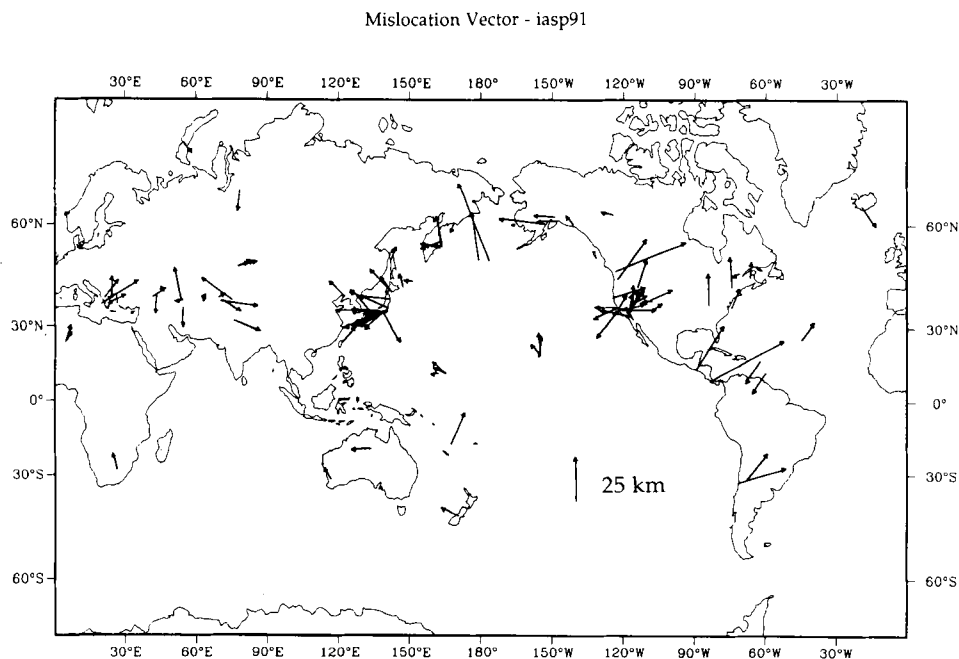 Mislocation Vector - iasp91
30°E 60°E 90°E 120°E 150°E 180° 150°W 120°W 90°W 60°W 30°W
60°N 60°N
30°N 30°N
0° 0°
30°S 25 km 30°S
60°S 60°S
30°E 60°E 90°E 120°E 150°E 180° 150°W 120°W 90°W 60°W 30°W